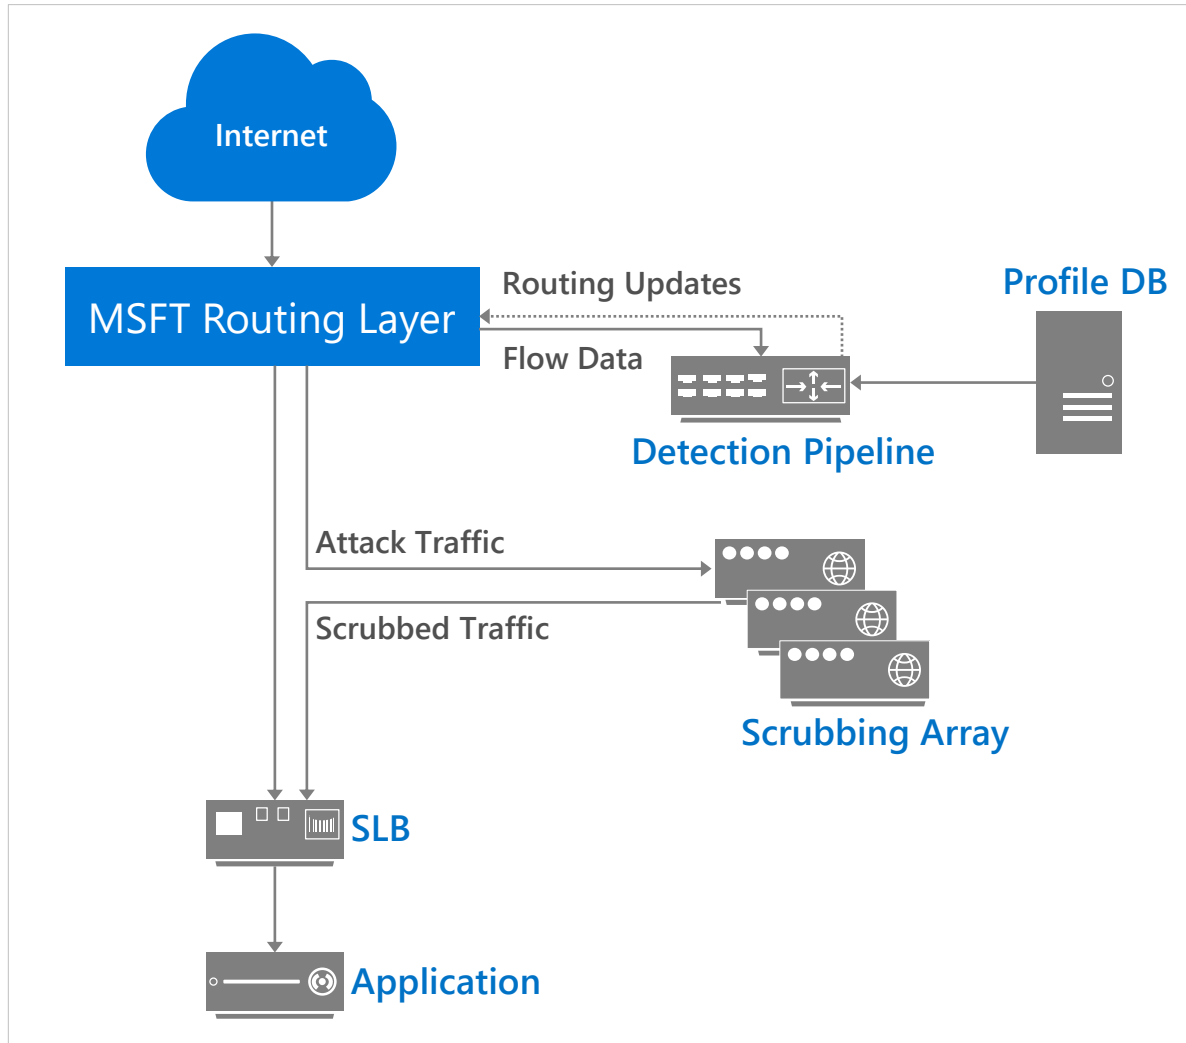 Internet
MSFT Routing Layer
Routing Updates
Flow Data
Profile DB
Detection Pipeline
Attack Traffic
Scrubbed Traffic
Scrubbing Array
SLB
Application